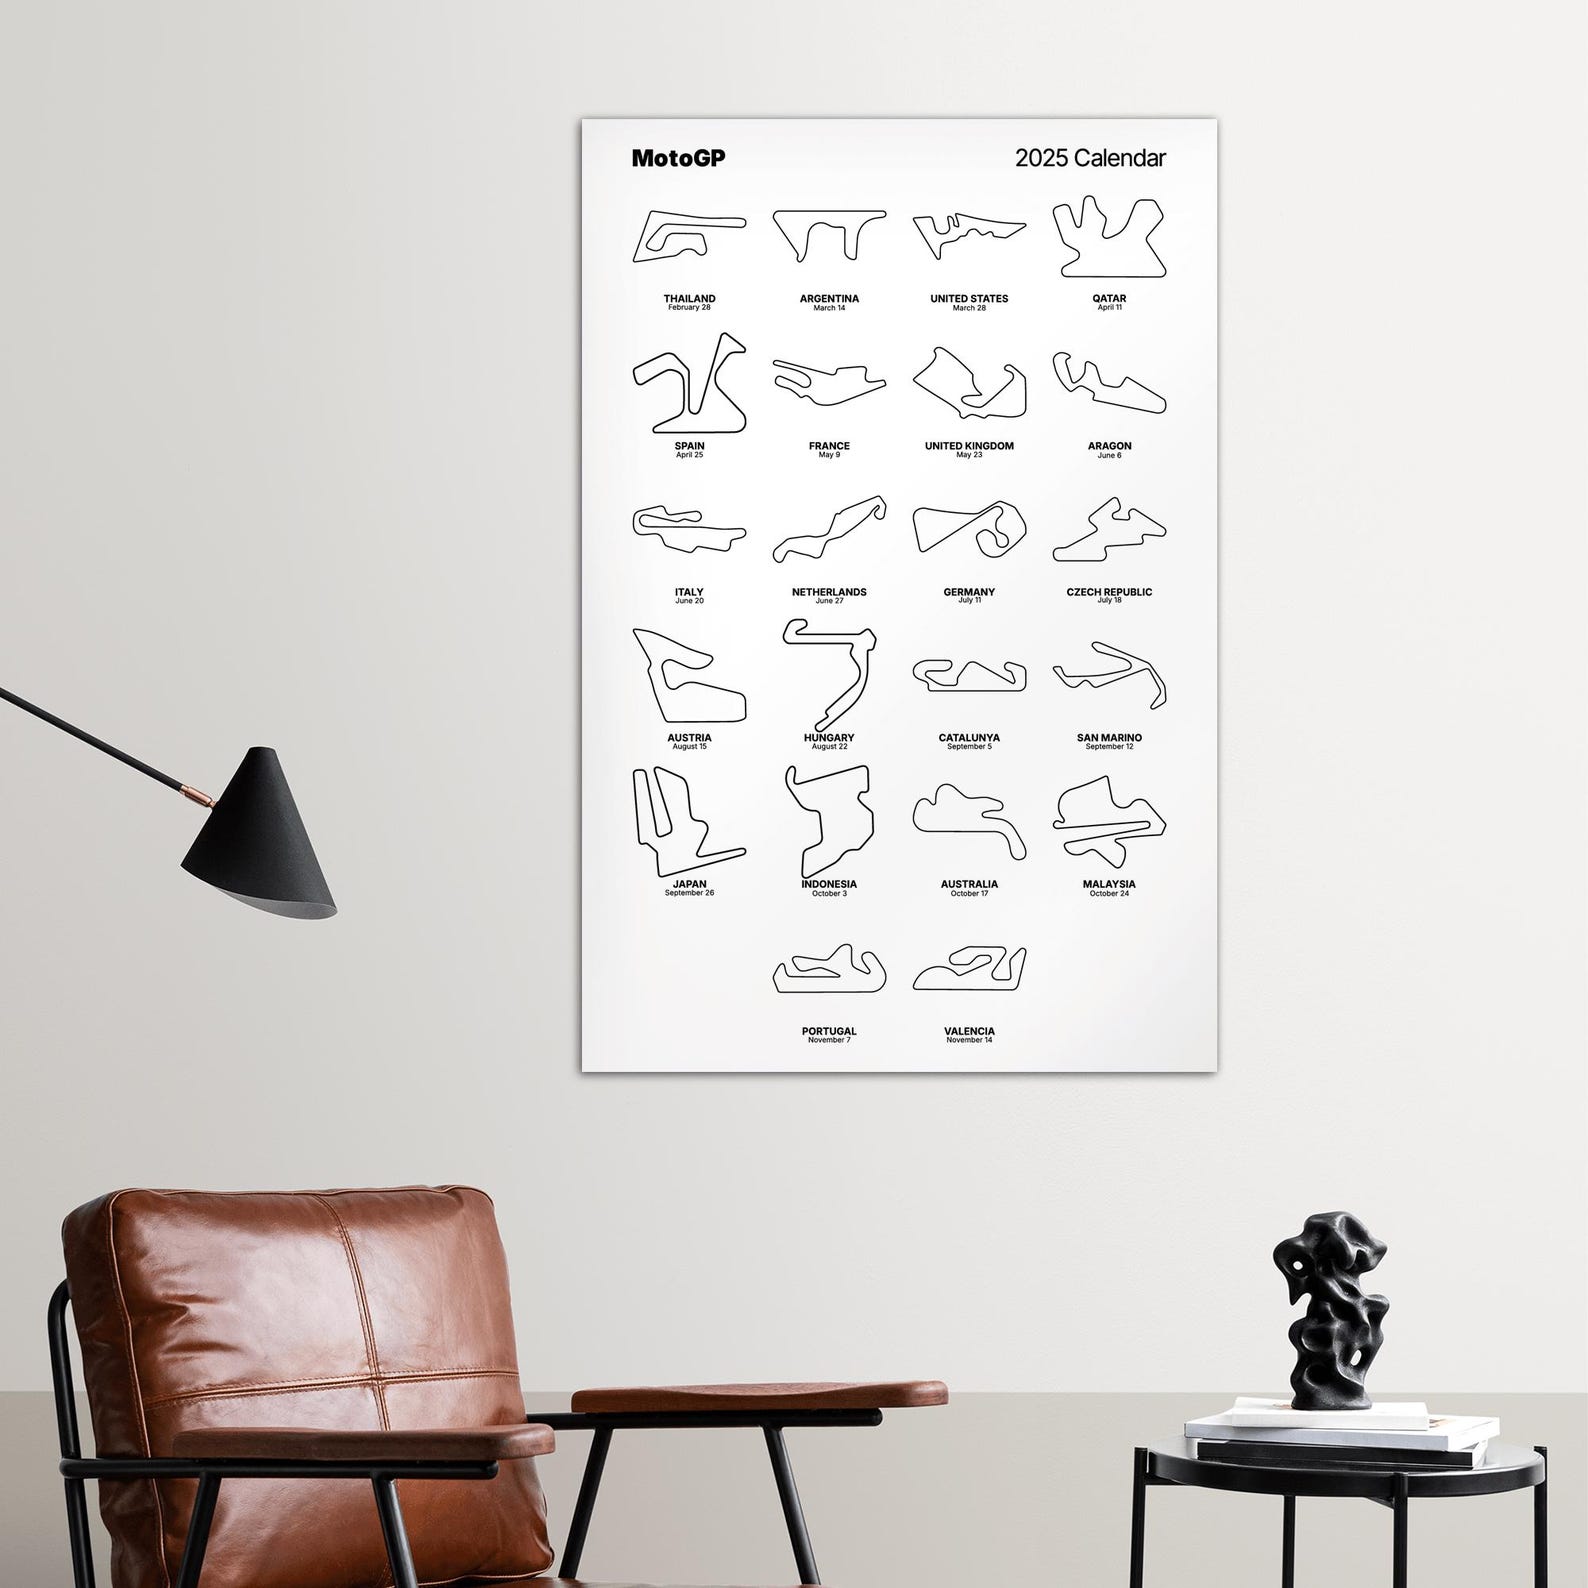 MotoGP
2025 Calendar
THAILAND
February 28
ARGENTINA
March 14
UNITED STATES
March 28
QATAR
April 11
SPAIN
April 25
FRANCE
May 9
UNITED KINGDOM
May 23
ARAGON
June 6
ITALY
June 20
NETHERLANDS
June 27
GERMANY
July 11
CZECH REPUBLIC
July 18
AUSTRIA
August 15
HUNGARY
August 22
CATALUNYA
September 5
SAN MARINO
September 12
JAPAN
September 26
INDONESIA
October 3
AUSTRALIA
October 17
MALAYSIA
October 24
PORTUGAL
November 7
VALENCIA
November 14